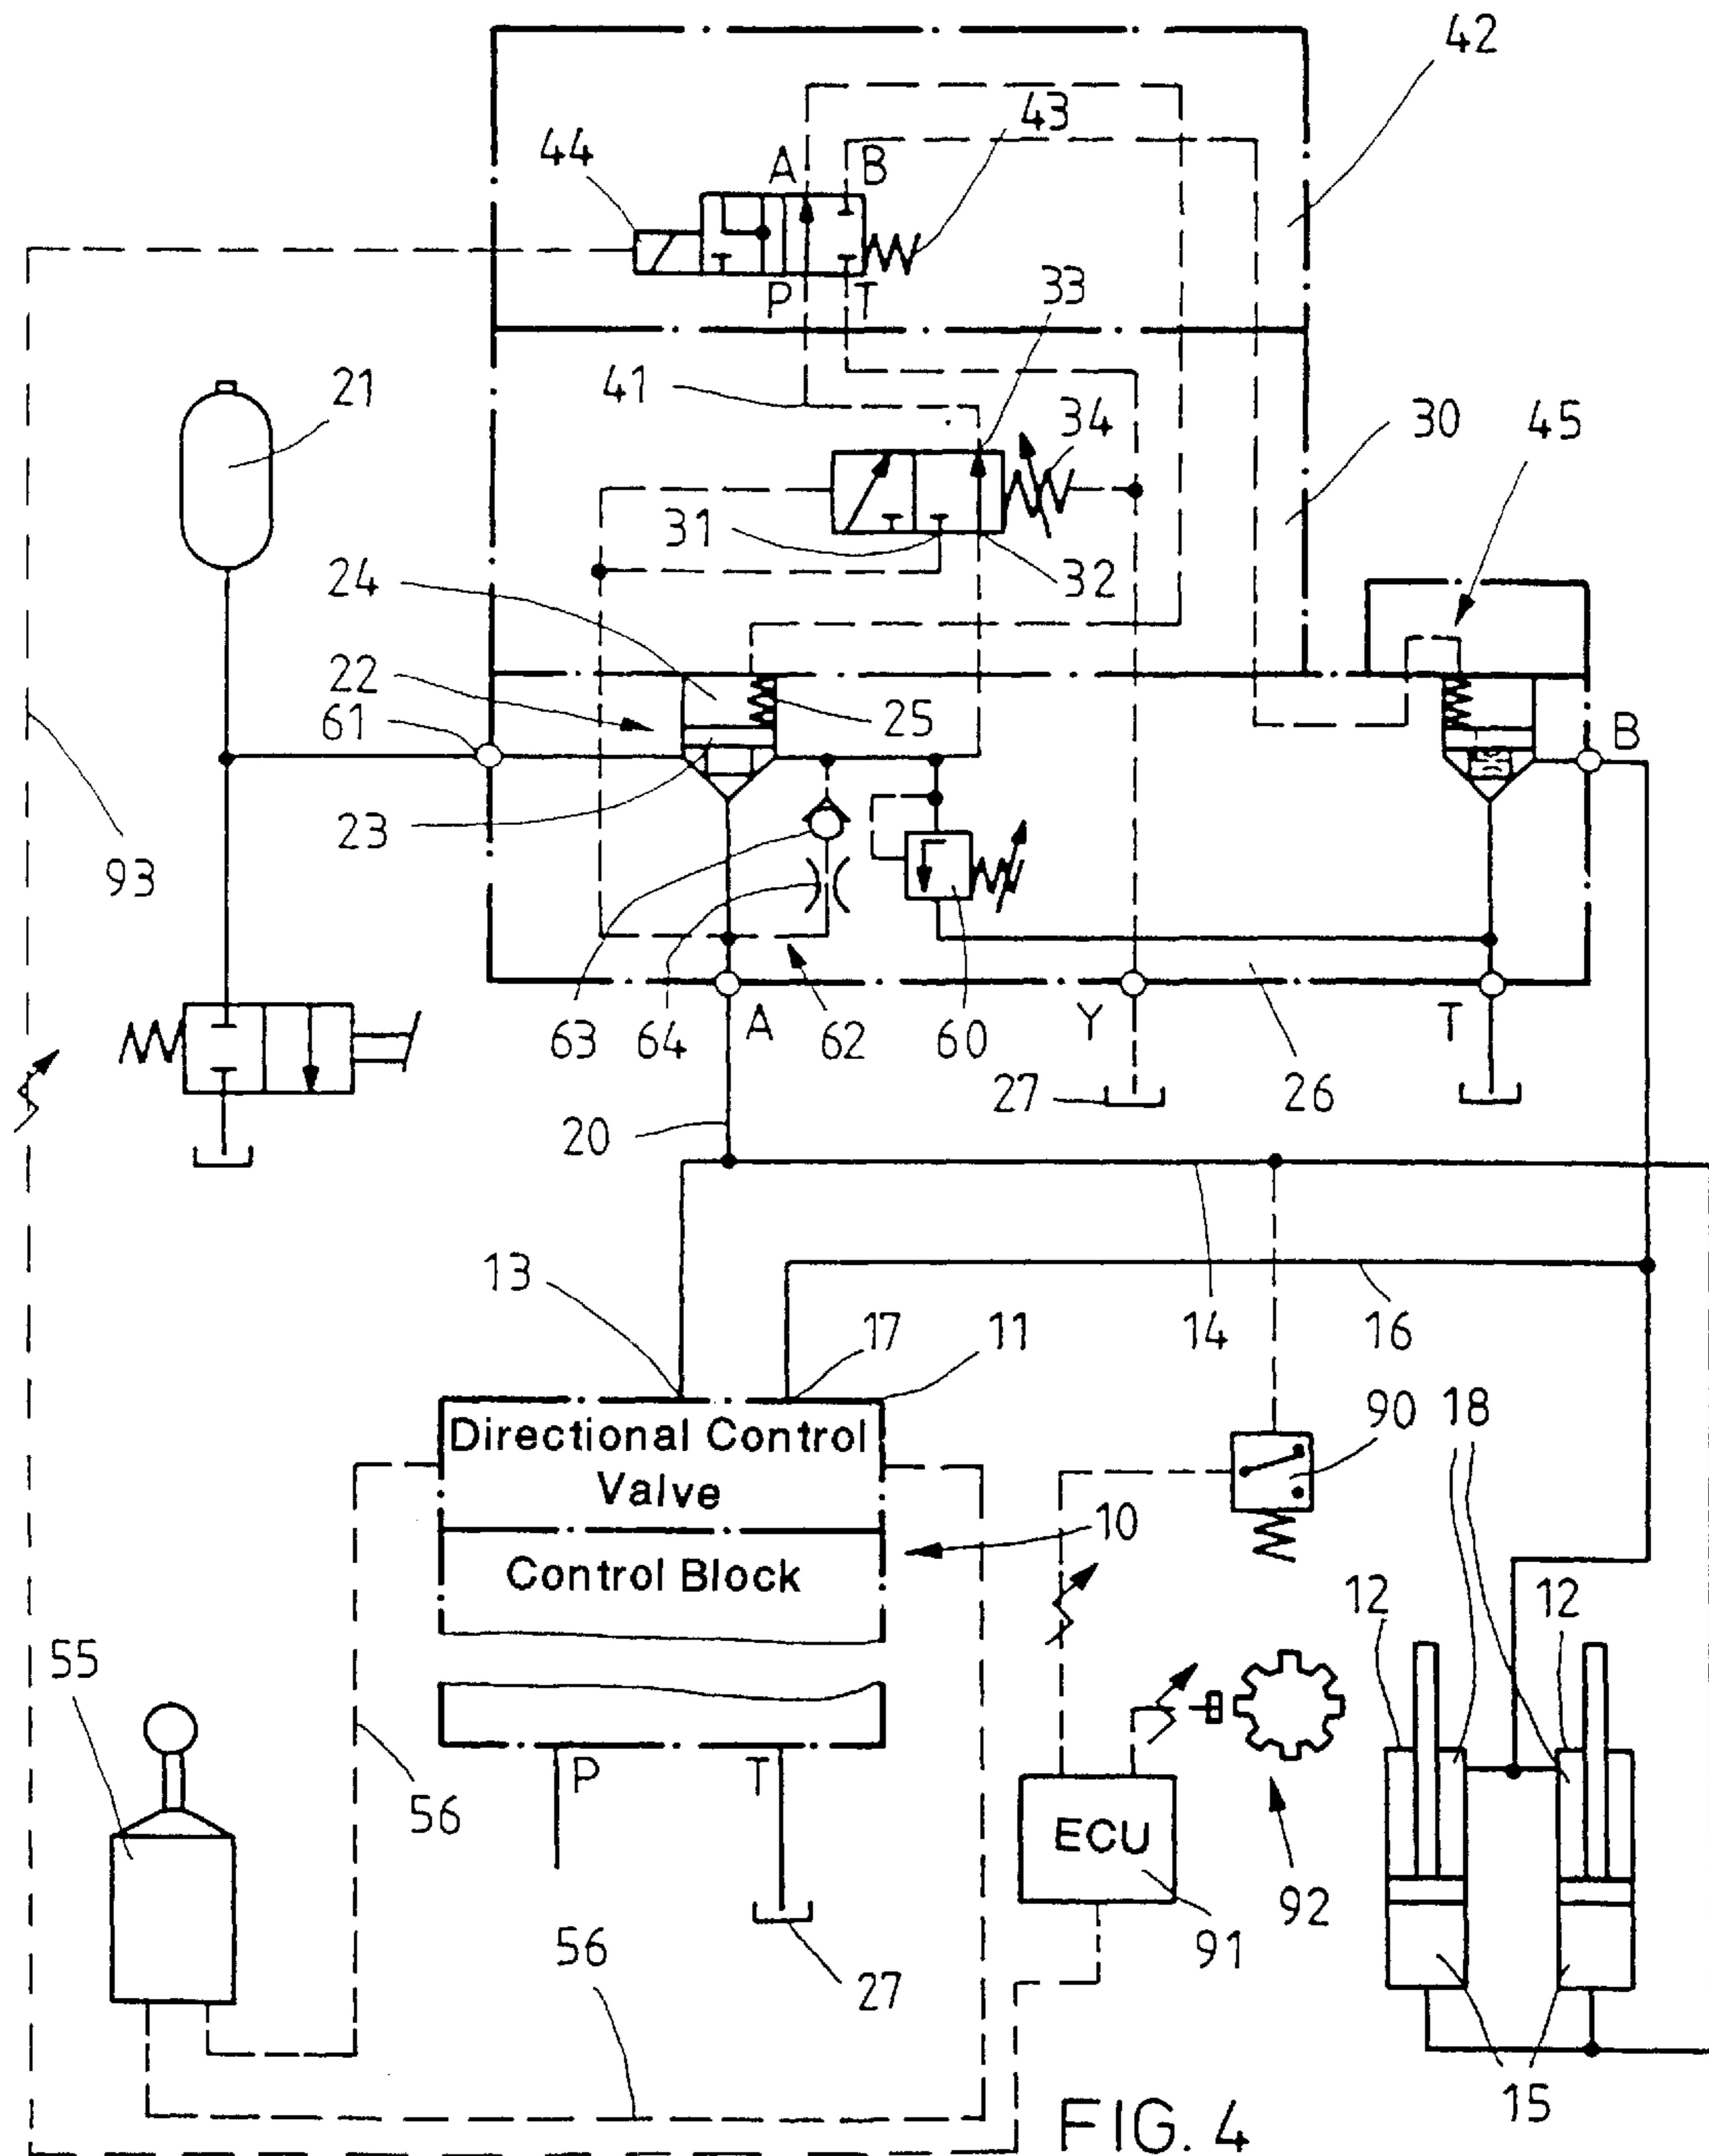 42
43
44
A
B
P
T
33
41
34
30
45
21
31
32
24
22
61
25
B
23
93
63
64
A
62
60
Y
T
27
26
20
13
17
11
14
16
90
18
Directional Control
Valve
10
Control Block
12
12
55
P
T
56
ECU
92
56
27
91
15
FIG. 4